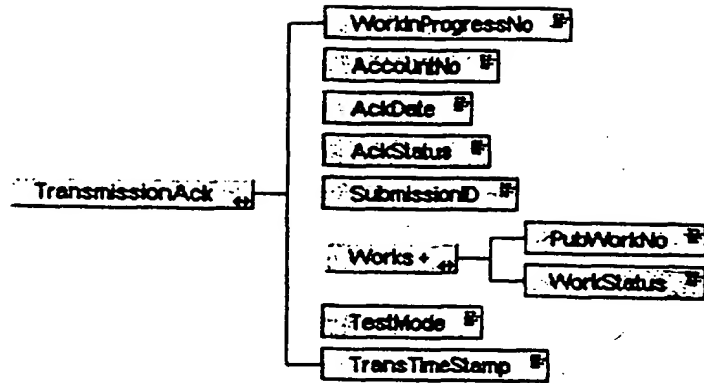 WorkInProgressNo
AccountNo
AckDate
AckStatus
TransmissionAck
SubmissionID
Works +
PubWorkNo
WorkStatus
TestMode
TransTimeStamp